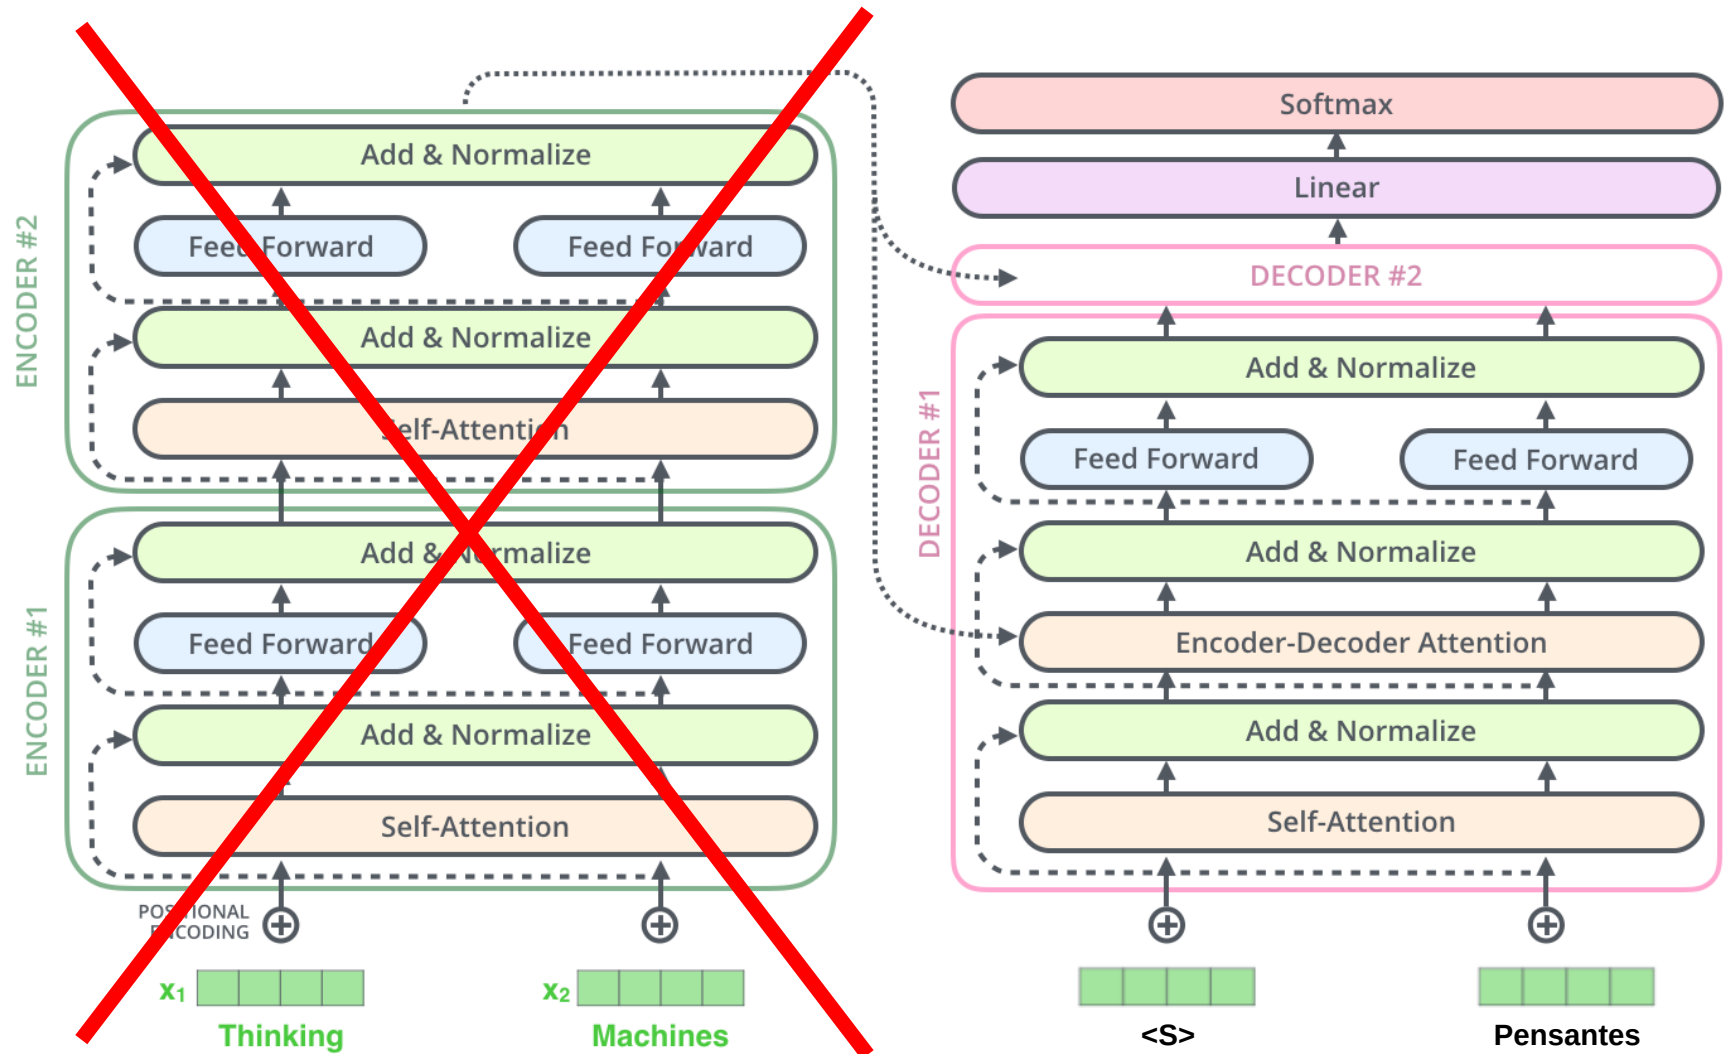 ENCODER #2
Add & Normalize
Feed Forward
Feed Forward
Add & Normalize
Self-Attention
ENCODER #1
Add & Normalize
Feed Forward
Feed Forward
Add & Normalize
Self-Attention
POSITIONAL
ENCODING
x1
Thinking
x2
Machines
Softmax
Linear
DECODER #2
DECODER #1
Add & Normalize
Feed Forward
Feed Forward
Add & Normalize
Encoder-Decoder Attention
Add & Normalize
Self-Attention
<S>
Pensantes